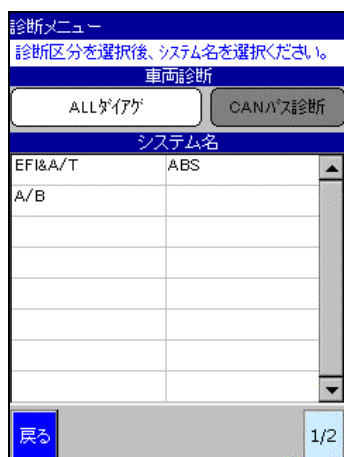 診断メニュー
診断区分を選択後、ｼｽﾃﾑ名を選択ください。
車両診断
ALLﾀﾞｲｱｸﾞ CANﾊﾞｽ診断
システム名
EFI&A/T ABS
A/B
戻る 1/2